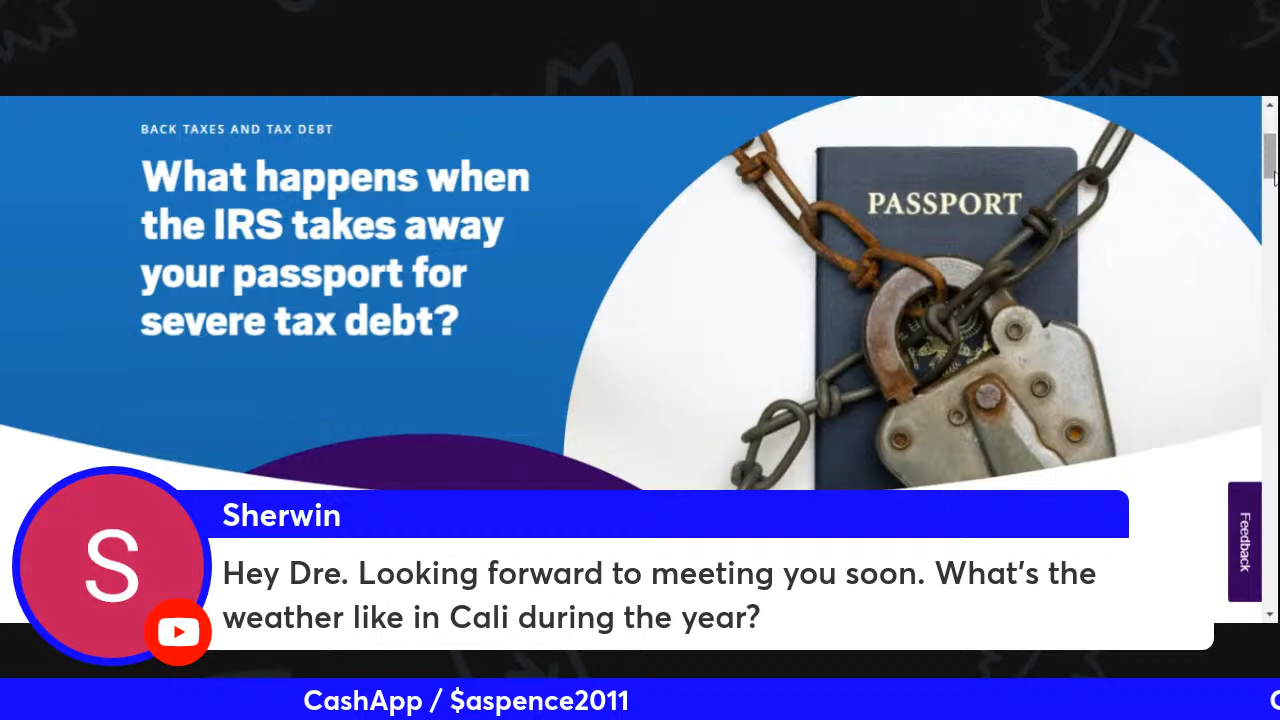 BACK TAXES AND TAX DEBT
What happens when
the IRS takes away
your passport for
severe tax debt?
PASSPORT
Feedback
S
Sherwin
Hey Dre. Looking forward to meeting you soon. What's the
weather like in Cali during the year?
CashApp / $aspence2011